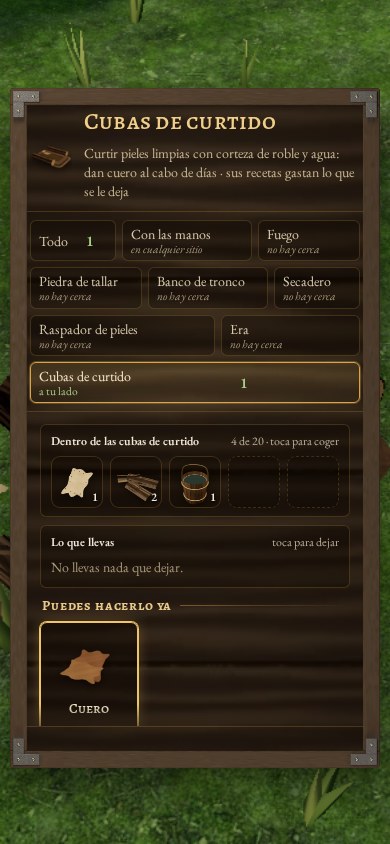 Cubas de curtido
Curtir pieles limpias con corteza de roble y agua:
dan cuero al cabo de días · sus recetas gastan lo que
se le deja
Todo 1
Con las manos
en cualquier sitio
Fuego
no hay cerca
Piedra de tallar
no hay cerca
Banco de tronco
no hay cerca
Secadero
no hay cerca
Raspador de pieles
no hay cerca
Era
no hay cerca
Cubas de curtido
a tu lado
1
Dentro de las cubas de curtido
4 de 20 · toca para coger
1
2
1
Lo que llevas
toca para dejar
No llevas nada que dejar.
Puedes hacerlo ya
Cuero